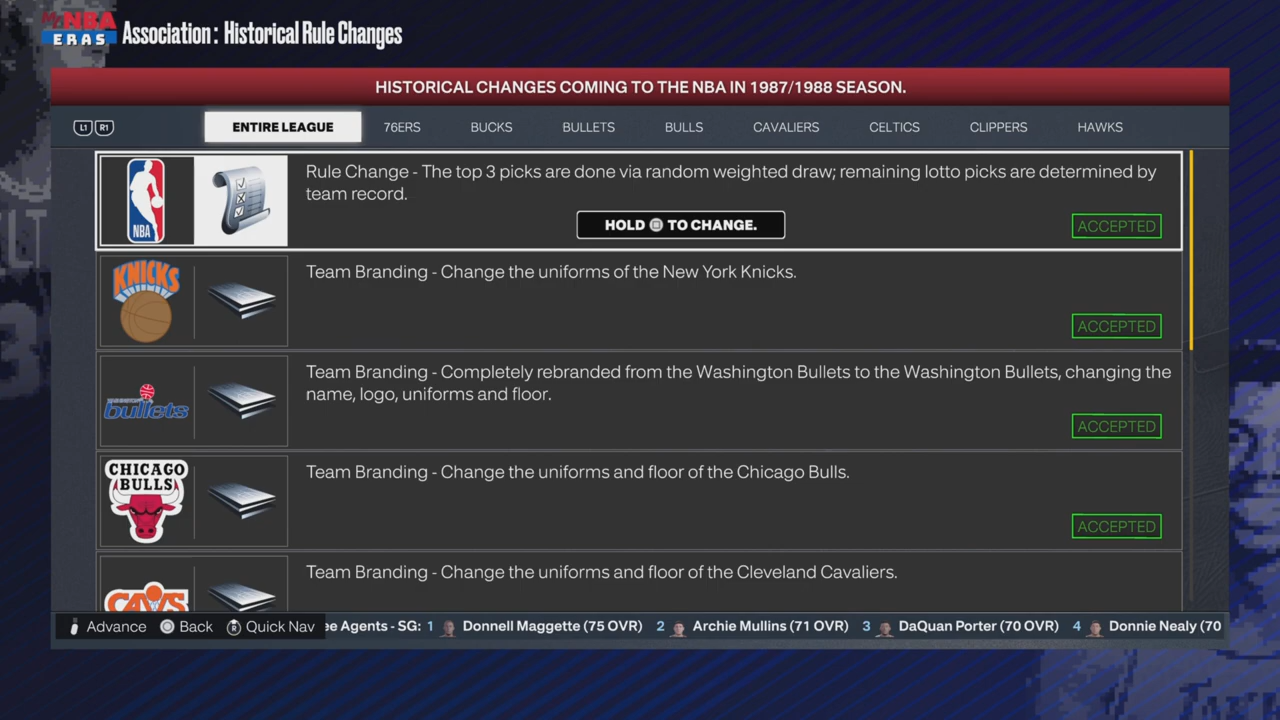 MyNBA
ERAS
Association : Historical Rule Changes
HISTORICAL CHANGES COMING TO THE NBA IN 1987/1988 SEASON.
L1 R1 ENTIRE LEAGUE 76ERS BUCKS BULLETS BULLS CAVALIERS CELTICS CLIPPERS HAWKS
NBA
Rule Change - The top 3 picks are done via random weighted draw; remaining lotto picks are determined by
team record.
HOLD TO CHANGE.
ACCEPTED
KNICKS
Team Branding - Change the uniforms of the New York Knicks.
ACCEPTED
bullets
Team Branding - Completely rebranded from the Washington Bullets to the Washington Bullets, changing the
name, logo, uniforms and floor.
ACCEPTED
CHICAGO
BULLS
Team Branding - Change the uniforms and floor of the Chicago Bulls.
ACCEPTED
CAVS
Team Branding - Change the uniforms and floor of the Cleveland Cavaliers.
Advance Back R Quick Nav ee Agents - SG: 1 Donnell Maggette (75 OVR) 2 Archie Mullins (71 OVR) 3 DaQuan Porter (70 OVR) 4 Donnie Nealy (70